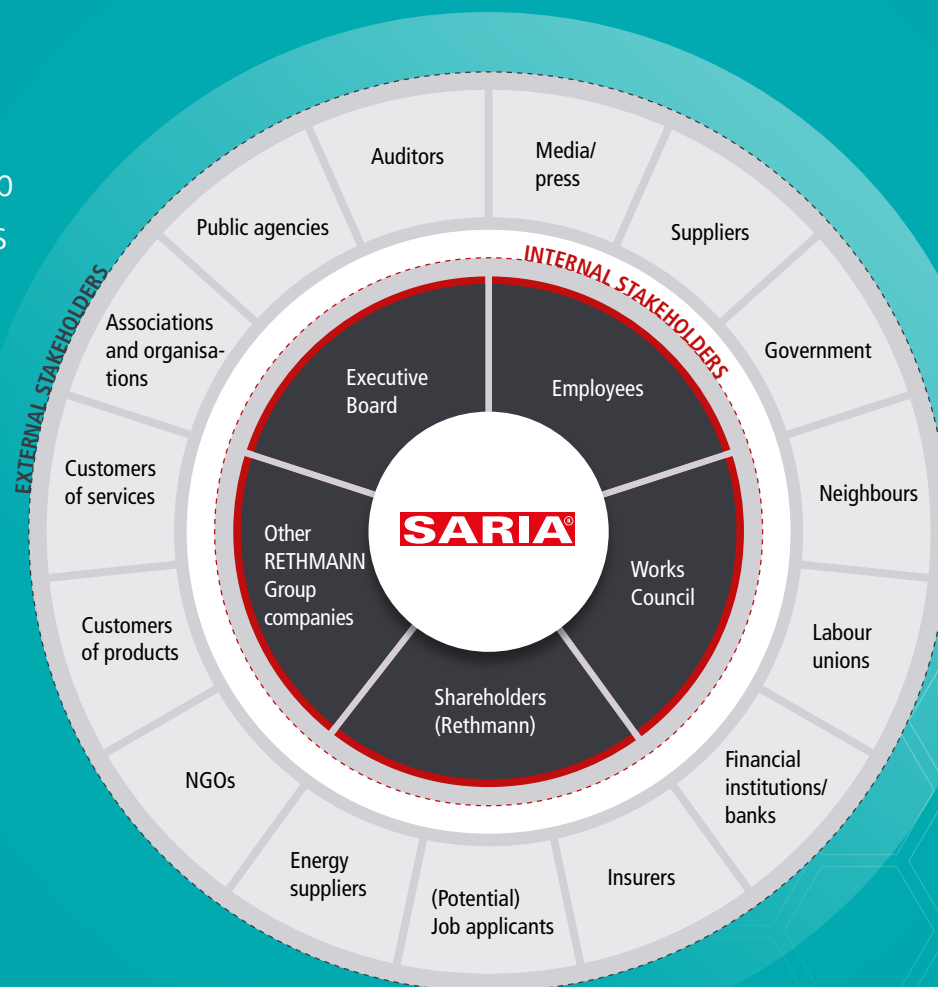 EXTERNAL STAKEHOLDERS
Auditors
Media/
press
Suppliers
Government
Neighbours
Labour
unions
Financial
institutions/
banks
Insurers
(Potential)
Job applicants
Energy
suppliers
NGOs
Customers
of products
Customers
of services
Associations
and organisa-
tions
Public agencies
INTERNAL STAKEHOLDERS
Executive
Board
Employees
Works
Council
Shareholders
(Rethmann)
Other
RETHMANN
Group
companies
SARIA®